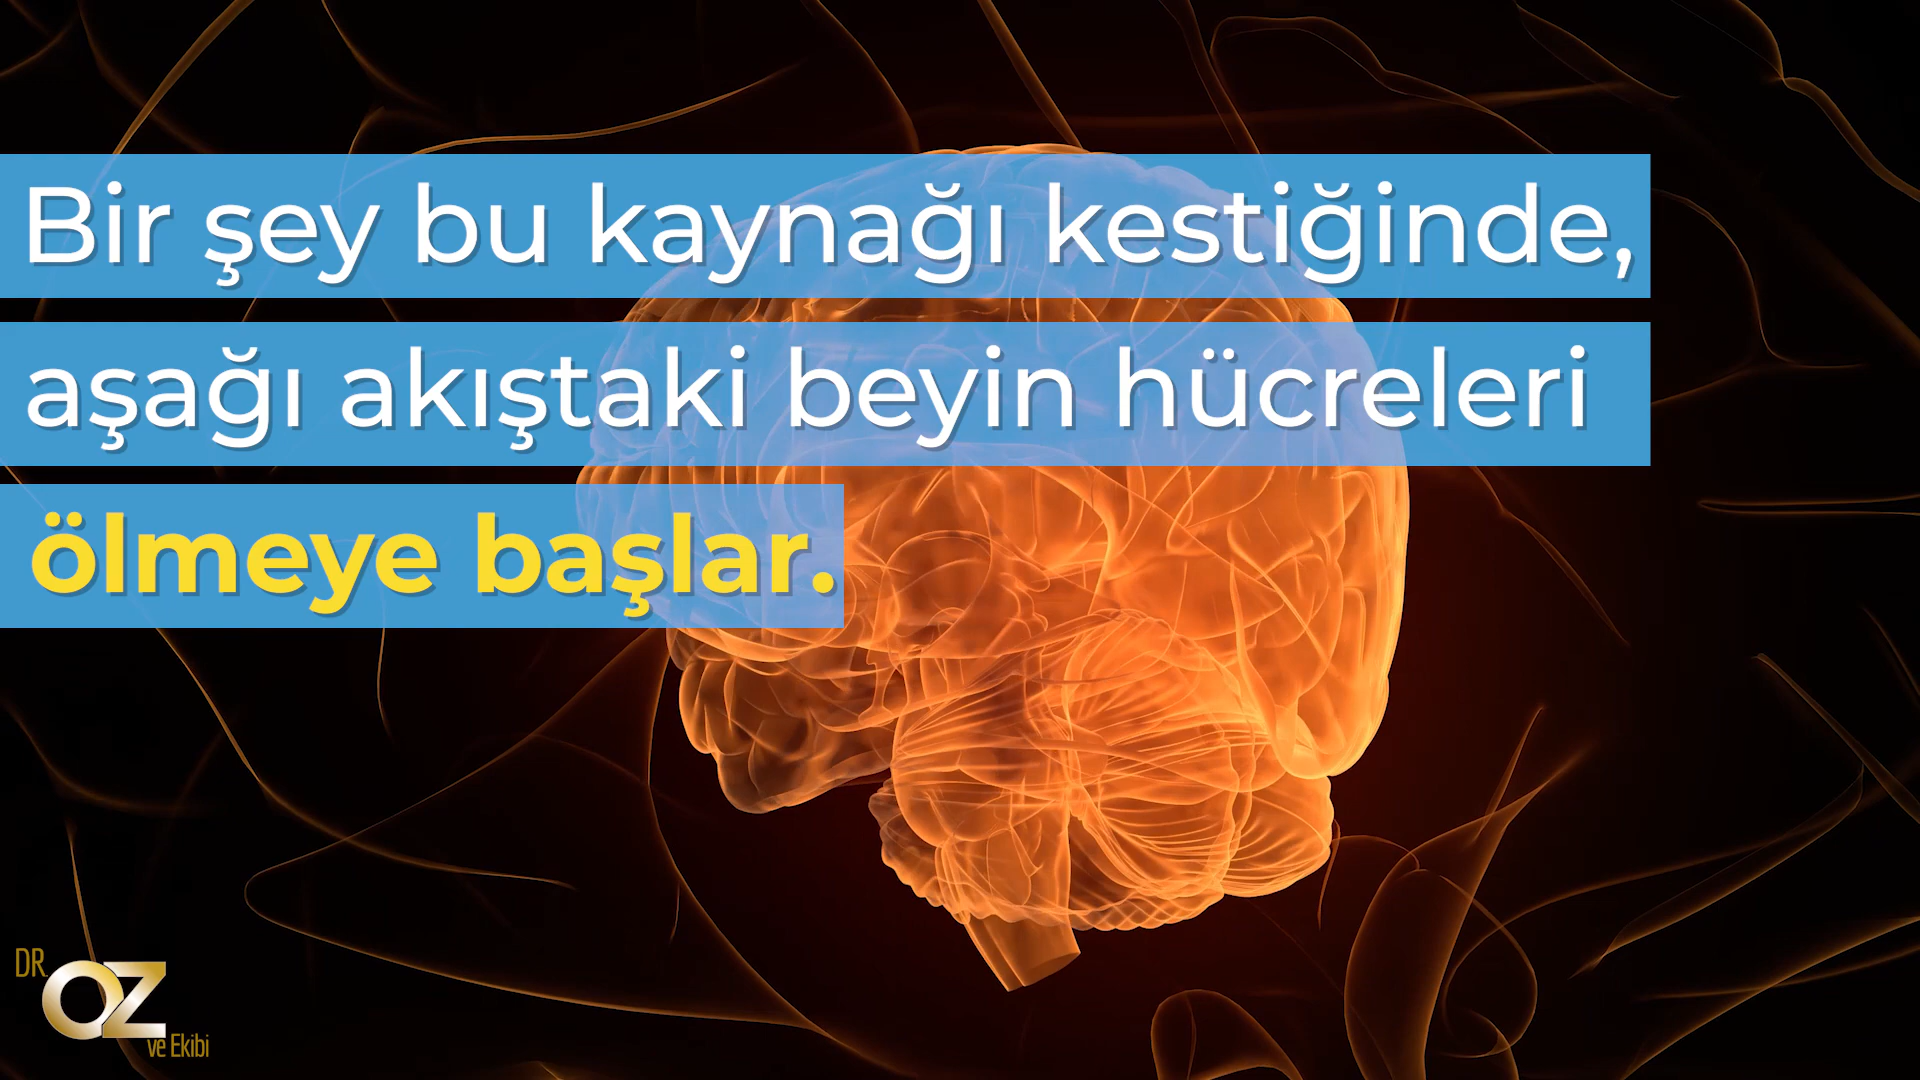 Bir şey bu kaynağı kestiğinde,
aşağı akıştaki beyin hücreleri
ölmeye başlar.
DR.
OZ
ve Ekibi